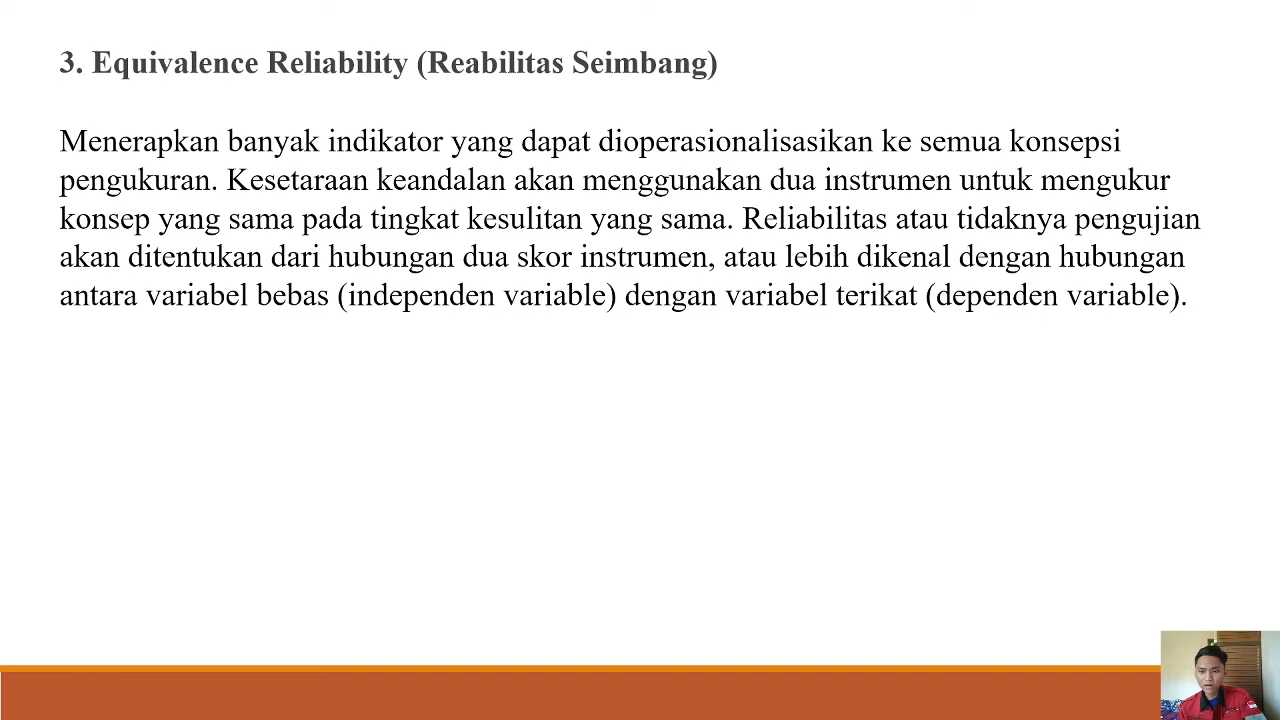 3. Equivalence Reliability (Reabilitas Seimbang)
Menerapkan banyak indikator yang dapat dioperasionalisasikan ke semua konsepsi
pengukuran. Kesetaraan keandalan akan menggunakan dua instrumen untuk mengukur
konsep yang sama pada tingkat kesulitan yang sama. Reliabilitas atau tidaknya pengujian
akan ditentukan dari hubungan dua skor instrumen, atau lebih dikenal dengan hubungan
antara variabel bebas (independen variable) dengan variabel terikat (dependen variable).